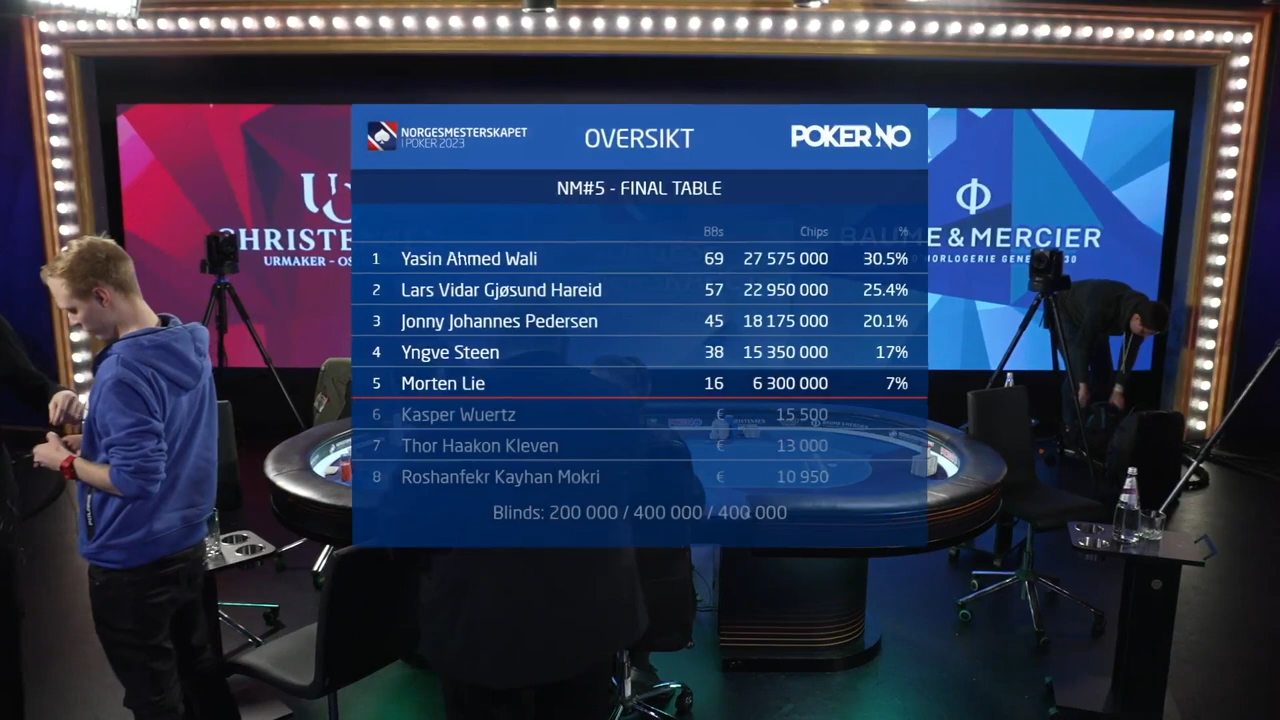 NORGESMESTERSKAPET
I POKER 2023
OVERSIKT
POKER.NO
NM#5 - FINAL TABLE
BBs Chips %
1 Yasin Ahmed Wali 69 27 575 000 30.5%
2 Lars Vidar Gjøsund Hareid 57 22 950 000 25.4%
3 Jonny Johannes Pedersen 45 18 175 000 20.1%
4 Yngve Steen 38 15 350 000 17%
5 Morten Lie 16 6 300 000 7%
6 Kasper Wuertz € 15 500
7 Thor Haakon Kleven € 13 000
8 Roshanfekr Kayhan Mokri € 10 950
Blinds: 200 000 / 400 000 / 400 000
URMAKER - OS
BAUME & MERCIER